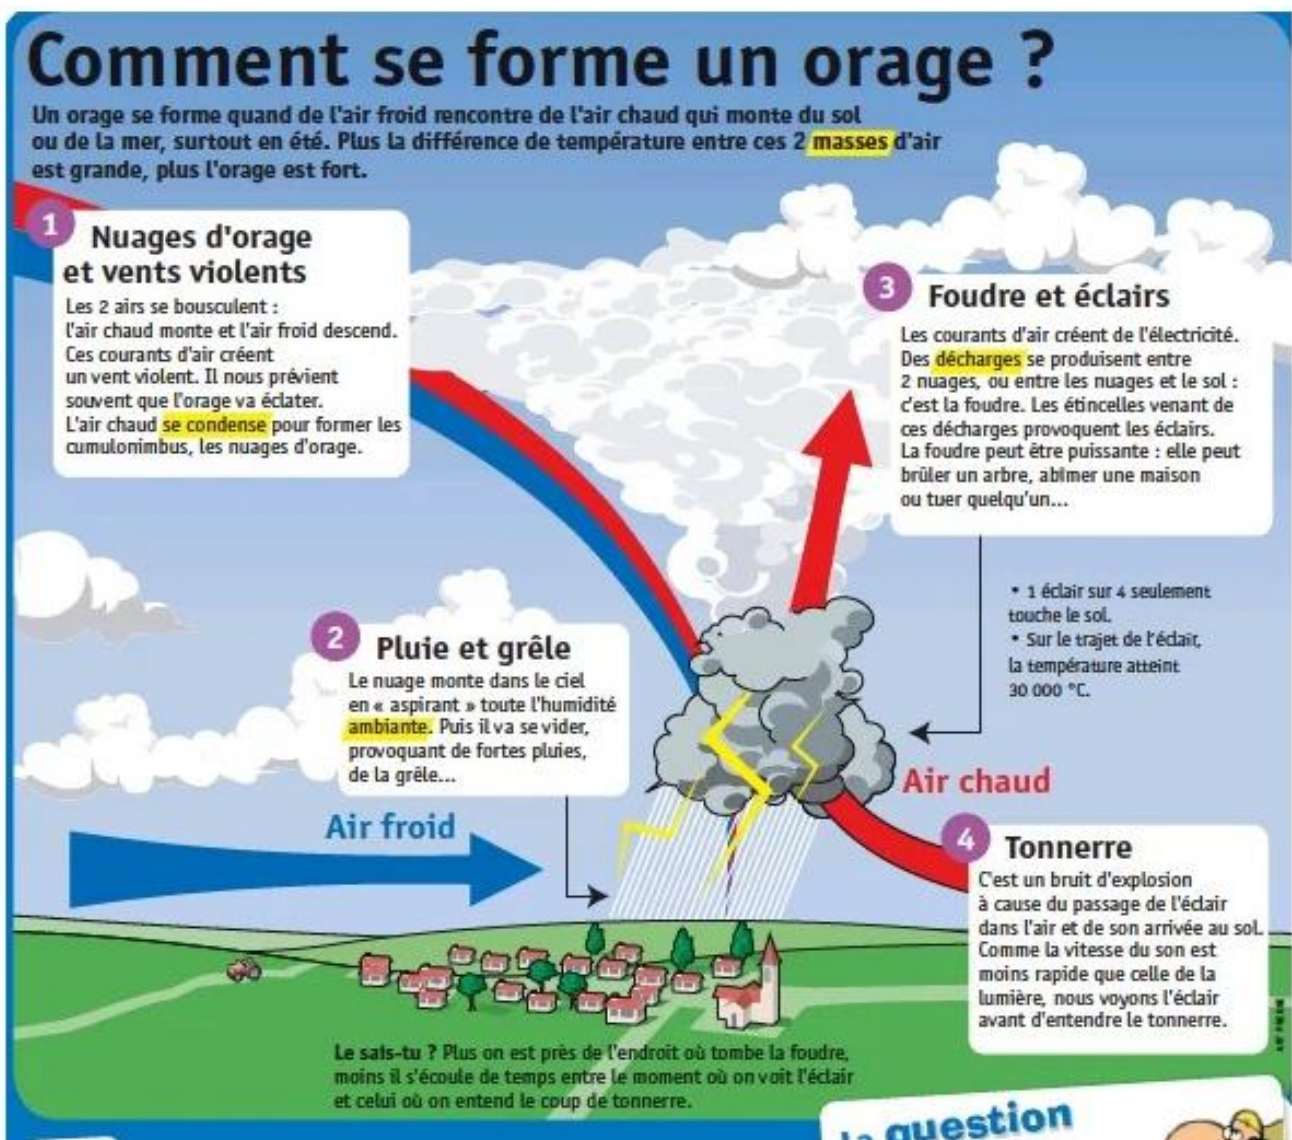 Comment se forme un orage ?
Un orage se forme quand de l'air froid rencontre de l'air chaud qui monte du sol
ou de la mer, surtout en été. Plus la différence de température entre ces 2 masses d'air
est grande, plus l'orage est fort.
1
Nuages d'orage
et vents violents
Les 2 airs se bousculent :
l'air chaud monte et l'air froid descend.
Ces courants d'air créent
un vent violent. Il nous prévient
souvent que l'orage va éclater.
L'air chaud se condense pour former les
cumulonimbus, les nuages d'orage.
2
Pluie et grêle
Le nuage monte dans le ciel
en « aspirant » toute l'humidité
ambiante. Puis il va se vider,
provoquant de fortes pluies,
de la grêle...
3
Foudre et éclairs
Les courants d'air créent de l'électricité.
Des décharges se produisent entre
2 nuages, ou entre les nuages et le sol :
c'est la foudre. Les étincelles venant de
ces décharges provoquent les éclairs.
La foudre peut être puissante : elle peut
brûler un arbre, abîmer une maison
ou tuer quelqu'un...
• 1 éclair sur 4 seulement
touche le sol.
• Sur le trajet de l'éclair,
la température atteint
30 000 °C.
Air chaud
Air froid
4
Tonnerre
C'est un bruit d'explosion
à cause du passage de l'éclair
dans l'air et de son arrivée au sol.
Comme la vitesse du son est
moins rapide que celle de la
lumière, nous voyons l'éclair
avant d'entendre le tonnerre.
Le sais-tu ? Plus on est près de l'endroit où tombe la foudre,
moins il s'écoule de temps entre le moment où on voit l'éclair
et celui où on entend le coup de tonnerre.
la question